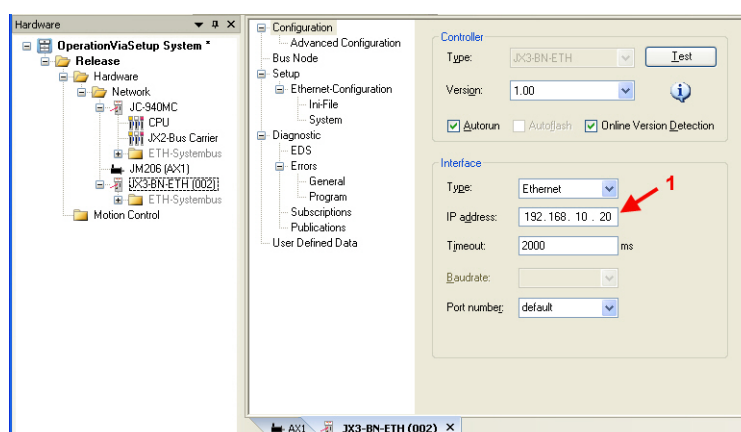 Hardware
OperationViaSetup System *
Release
Hardware
Network
JC-940MC
CPU
JX2-Bus Carrier
ETH-Systembus
JM206 (AX1)
JX3-BN-ETH (002)
ETH-Systembus
Motion Control
Configuration
Advanced Configuration
Bus Node
Setup
Ethernet-Configuration
Ini-File
System
Diagnostic
EDS
Errors
General
Program
Subscriptions
Publications
User Defined Data
Controller
Type: JX3-BN-ETH Test
Version: 1.00
Autorun Autoflash Online Version Detection
Interface
Type: Ethernet
1
IP address: 192.168. 10 . 20
Timeout: 2000 ms
Baudrate:
Port number: default
AX1 JX3-BN-ETH (002) X